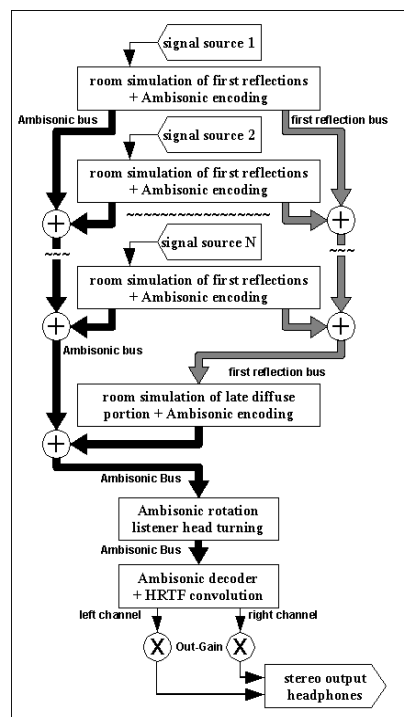 signal source 1
room simulation of first reflections
+ Ambisonic encoding
Ambisonic bus
first reflection bus
signal source 2
room simulation of first reflections
+ Ambisonic encoding
+
+
~~~~~~~~~~~~~~~~~
signal source N
~~~
~~~
room simulation of first reflections
+ Ambisonic encoding
+
+
Ambisonic bus
first reflection bus
room simulation of late diffuse
portion + Ambisonic encoding
+
Ambisonic Bus
Ambisonic rotation
listener head turning
Ambisonic Bus
Ambisonic decoder
+ HRTF convolution
left channel
right channel
X
Out-Gain
X
stereo output
headphones